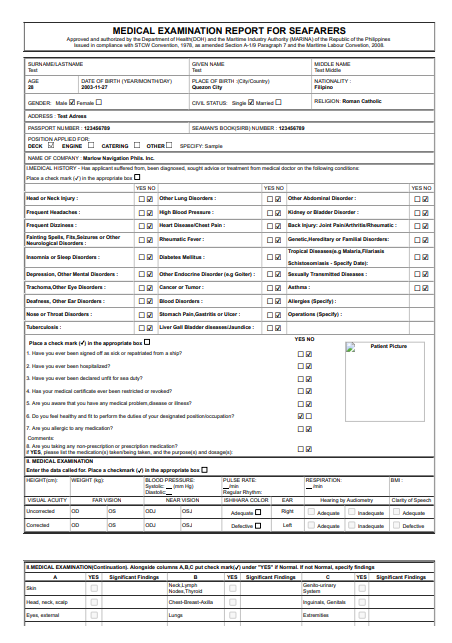 MEDICAL EXAMINATION REPORT FOR SEAFARERS
Approved and authorized by the Department of Health(DOH) and the Maritime Industry Authority (MARINA) of the Republic of the Philippines
Issued in compliance with STCW Convention, 1978, as amended Section A-1/9 Paragraph 7 and the Maritime Labour Convention, 2008.
SURNAME/LASTNAME GIVEN NAME MIDDLE NAME
Test Test Test Middle
AGE DATE OF BIRTH (YEAR/MONTH/DAY) PLACE OF BIRTH :(City/Country) NATIONALITY :
28 2003-11-27 Quezon City Filipino
GENDER: Male Female CIVIL STATUS: Single Married RELIGION: Roman Catholic
ADDRESS : Test Adress
PASSPORT NUMBER : 123456789 SEAMAN'S BOOK(SIRB) NUMBER : 123456789
POSITION APPLIED FOR:
DECK ENGINE CATERING OTHER SPECIFY: Sample
NAME OF COMPANY : Marlow Navigation Phils. Inc.
I.MEDICAL HISTORY - Has applicant suffered from, been diagnosed, sought advice or treatment from medical doctor on the following conditions:
Place a check mark (✓) in the appropriate box
YES NO YES NO YES NO
Head or Neck Injury : Other Lung Disorders : Other Abdominal Disorder :
Frequent Headaches : High Blood Pressure : Kidney or Bladder Disorder :
Frequent Dizziness : Heart Disease/Chest Pain : Back Injury: Joint Pain/Arthritis/Rheumatic :
Fainting Spells, Fits,Seizures or Other Neurological Disorders : Rheumatic Fever : Genetic,Hereditary or Familial Disorders:
Insomnia or Sleep Disorders : Diabetes Mellitus : Tropical Diseases(e.g Malaria,Filariasis Schistosomiasis - Specify Date):
Depression, Other Mental Disorders : Other Endocrine Disorder (e.g Goiter) : Sexually Transmitted Diseases :
Trachoma,Other Eye Disorders : Cancer or Tumor : Asthma :
Deafness, Other Ear Disorders : Blood Disorders : Allergies (Specify) :
Nose or Throat Disorders : Stomach Pain,Gastritis or Ulcer : Operations (Specify) :
Tuberculosis : Liver Gall Bladder diseases/Jaundice :
Place a check mark (✓) in the appropriate box YES NO
Patient Picture
1. Have you ever been signed off as sick or repatriated from a ship?
2. Have you ever been hospitalized?
3. Have you ever been declared unfit for sea duty?
4. Has your medical certificate ever been restricted or revoked?
5. Are you aware that you have any medical problem,disease or illness?
6. Do you feel healthy and fit to perform the duties of your designated position/occupation?
7. Are you allergic to any medication?
Comments:
8. Are you taking any non-prescription or prescription medication?
If YES, please list the medication(s) taken/being taken, and the purpose(s) and dosage(s):
II. MEDICAL EXAMINATION
Enter the data called for. Place a checkmark (✓) in the appropriate box
HEIGHT(cm): WEIGHT (kg): BLOOD PRESSURE: PULSE RATE: RESPIRATION: BMI :
Systolic: (mm Hg) /min /min
Diastolic: Regular Rhythm:
VISUAL ACUITY FAR VISION NEAR VISION ISHIHARA COLOR EAR Hearing by Audiometry Clarity of Speech
Uncorrected OD OS ODJ OSJ Adequate Right Adequate Inadequate Adequate
Corrected OD OS ODJ OSJ Defective Left Adequate Inadequate Defective
II.MEDICAL EXAMINATION(Continuation). Alongside columns A,B,C put check mark(✓) under "YES" if Normal. If not Normal, specify findings
A YES Significant Findings B YES Significant Findings C YES Significant Findings
Skin Neck,Lymph Nodes,Thyroid Genito-urinary System
Head, neck, scalp Chest-Breast-Axilla Inguinals, Genitals
Eyes, external Lungs Extremities